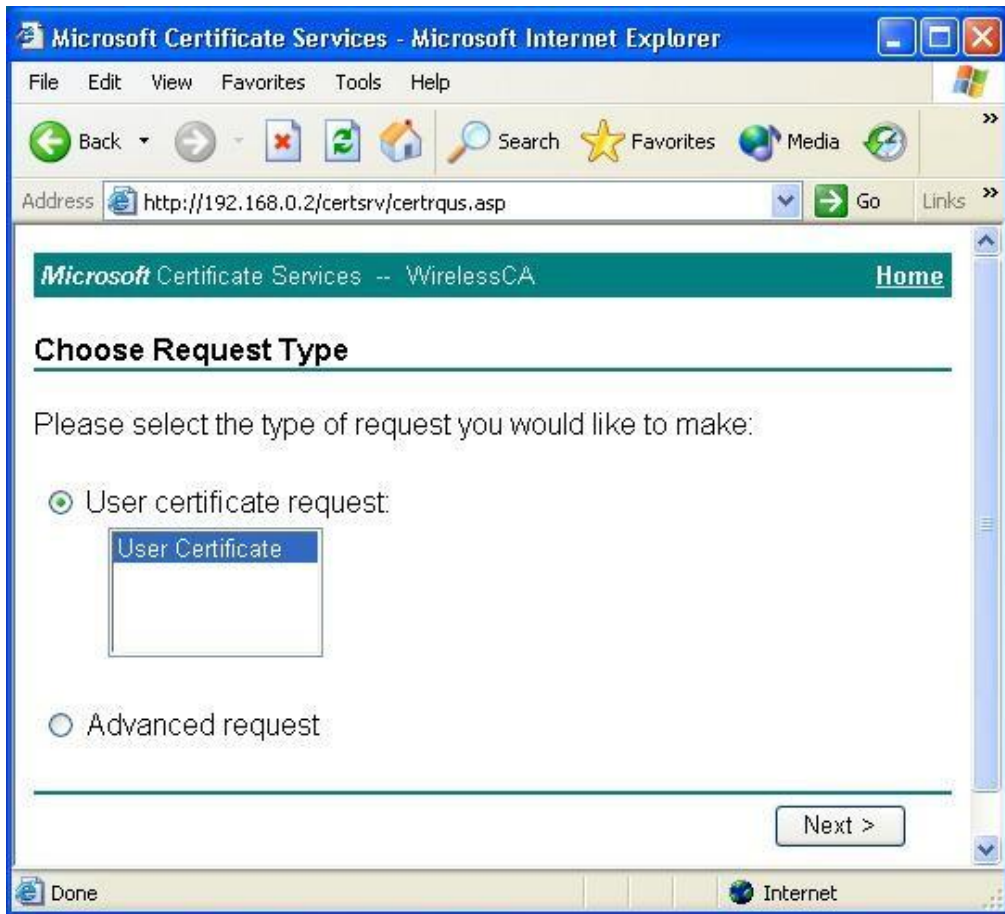 Microsoft Certificate Services - Microsoft Internet Explorer
File Edit View Favorites Tools Help
Back Search Favorites Media »
Address http://192.168.0.2/certsrv/certrqus.asp Go Links »
Microsoft Certificate Services -- WirelessCA Home
Choose Request Type
Please select the type of request you would like to make:
User certificate request:
User Certificate
Advanced request
Next >
Done Internet